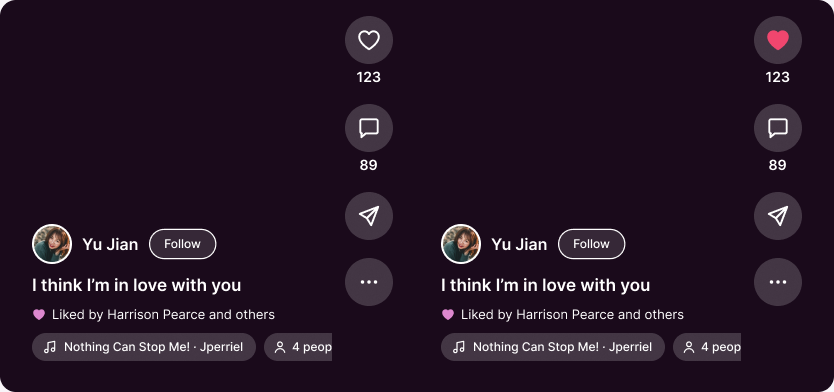 123
89
Yu Jian
Follow
I think I'm in love with you
Liked by Harrison Pearce and others
Nothing Can Stop Me! · Jperriel
4 peop
123
89
Yu Jian
Follow
I think I'm in love with you
Liked by Harrison Pearce and others
Nothing Can Stop Me! · Jperriel
4 peop